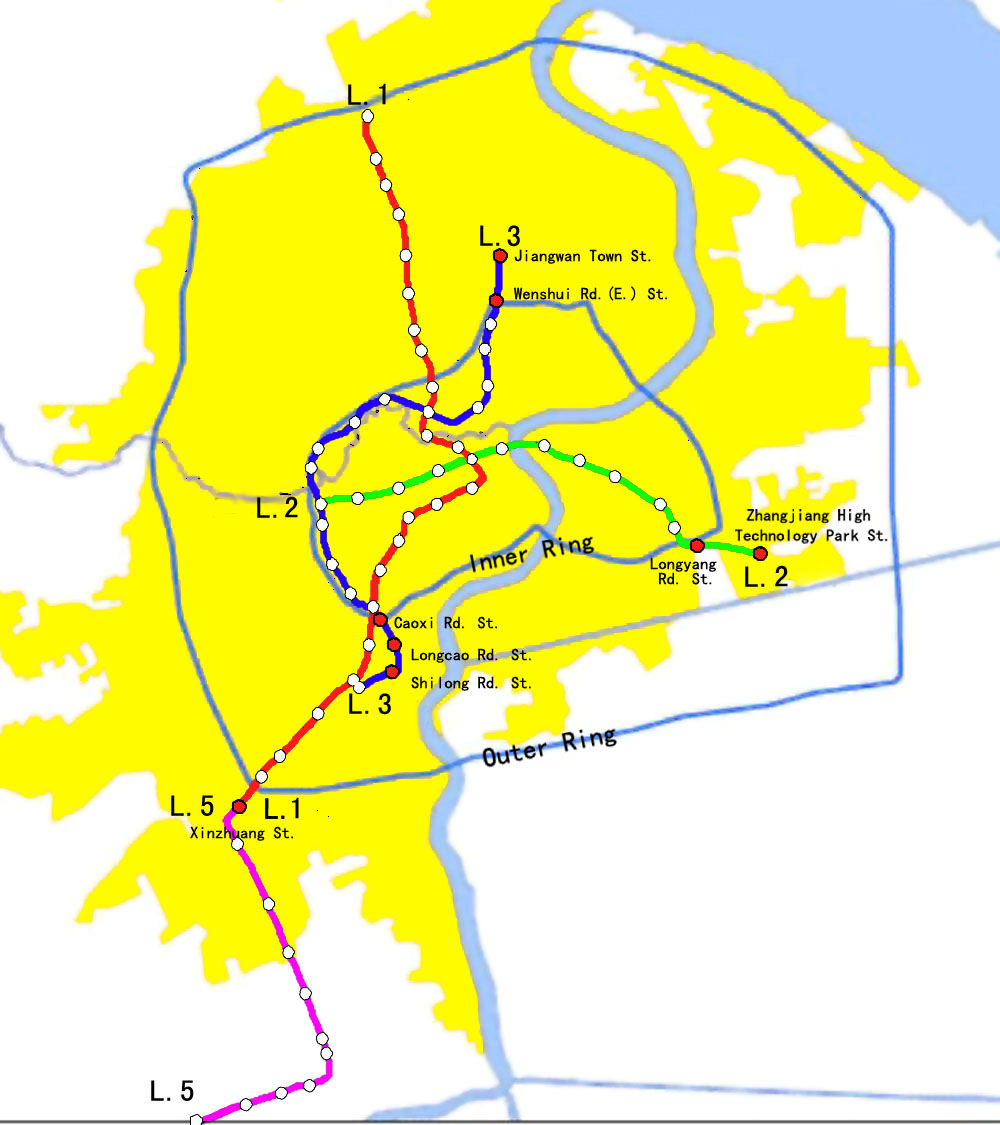 L.1
L.3
Jiangwan Town St.
Wenshui Rd.(E.) St.
L.2
Zhangjiang High
Technology Park St.
Inner Ring
Longyang
Rd. St.
L.2
Caoxi Rd. St.
Longcao Rd. St.
Shilong Rd. St.
L.3
Outer Ring
L.5
L.1
Xinzhuang St.
L.5